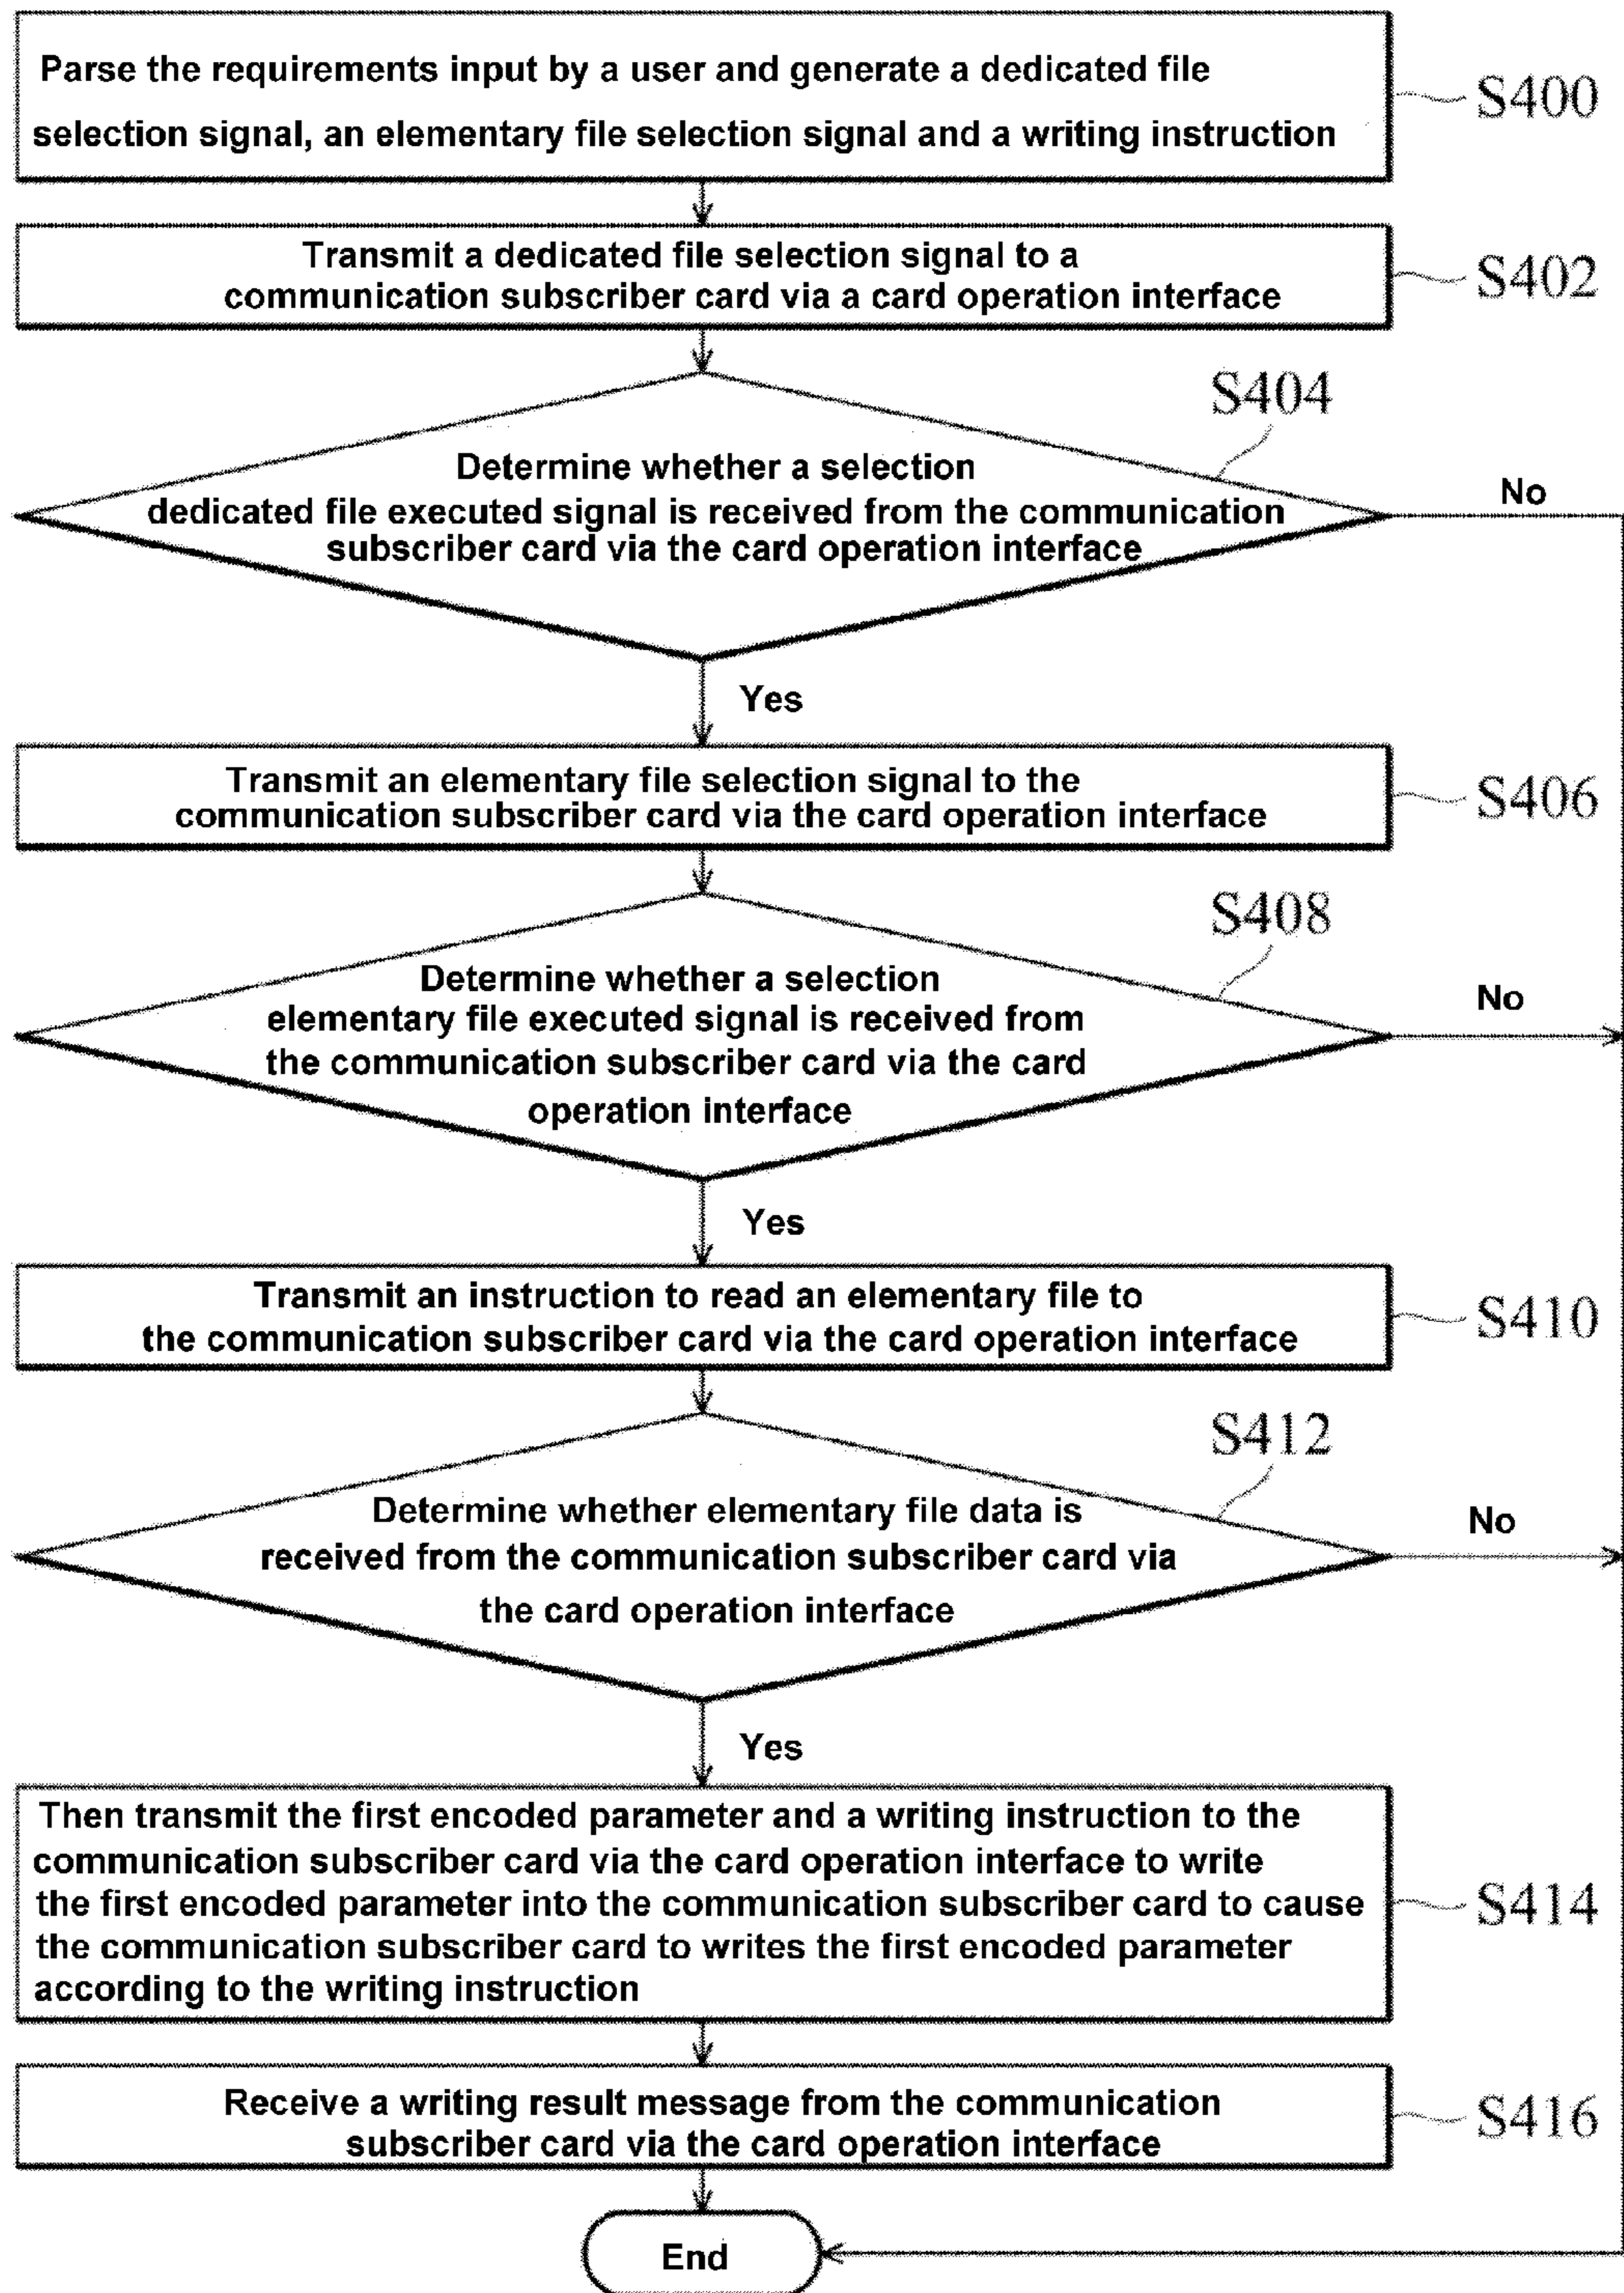 Parse the requirements input by a user and generate a dedicated file
selection signal, an elementary file selection signal and a writing instruction
S400
Transmit a dedicated file selection signal to a
communication subscriber card via a card operation interface
S402
S404
Determine whether a selection
dedicated file executed signal is received from the communication
subscriber card via the card operation interface
No
Yes
Transmit an elementary file selection signal to the
communication subscriber card via the card operation interface
S406
S408
Determine whether a selection
elementary file executed signal is received from
the communication subscriber card via the card
operation interface
No
Yes
Transmit an instruction to read an elementary file to
the communication subscriber card via the card operation interface
S410
S412
Determine whether elementary file data is
received from the communication subscriber card via
the card operation interface
No
Yes
Then transmit the first encoded parameter and a writing instruction to the
communication subscriber card via the card operation interface to write
the first encoded parameter into the communication subscriber card to cause
the communication subscriber card to writes the first encoded parameter
according to the writing instruction
S414
Receive a writing result message from the communication
subscriber card via the card operation interface
S416
End